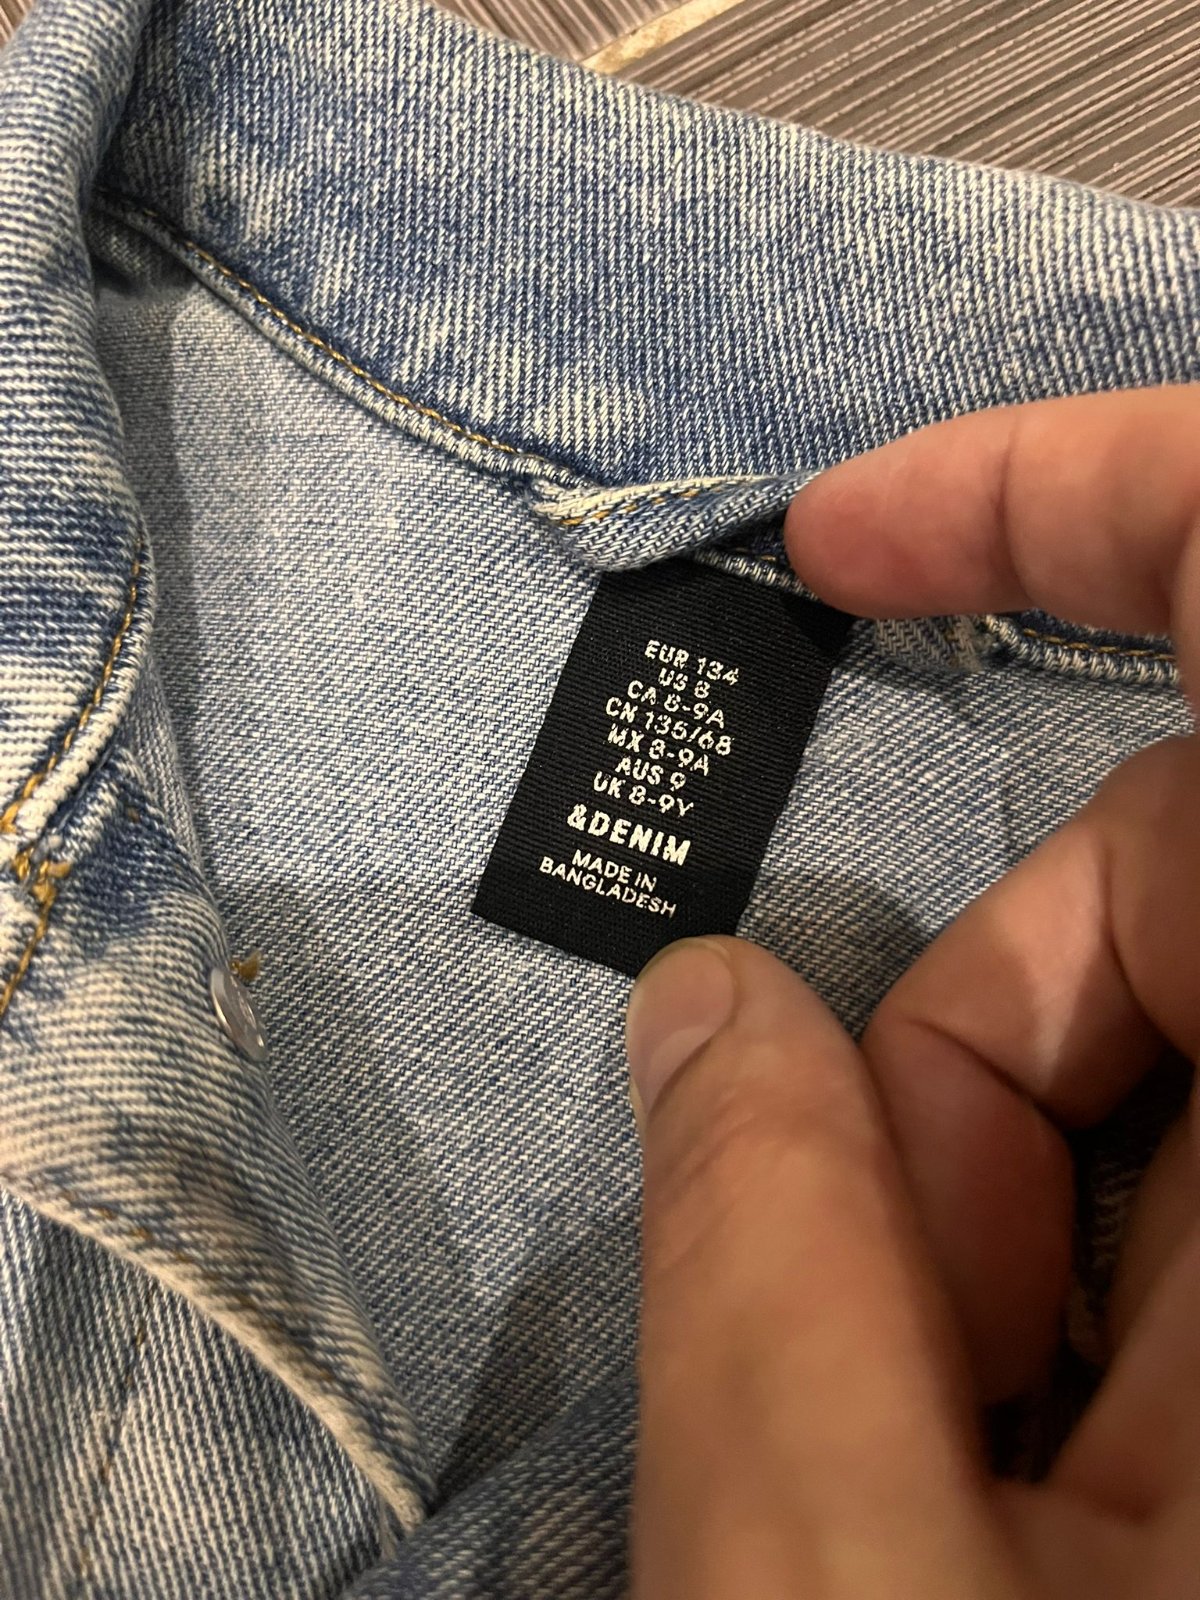 EUR 134
US 8
CA 8-9A
CN 135/68
MX 8-9A
AUS 9
UK 8-9Y
&DENIM
MADE IN
BANGLADESH